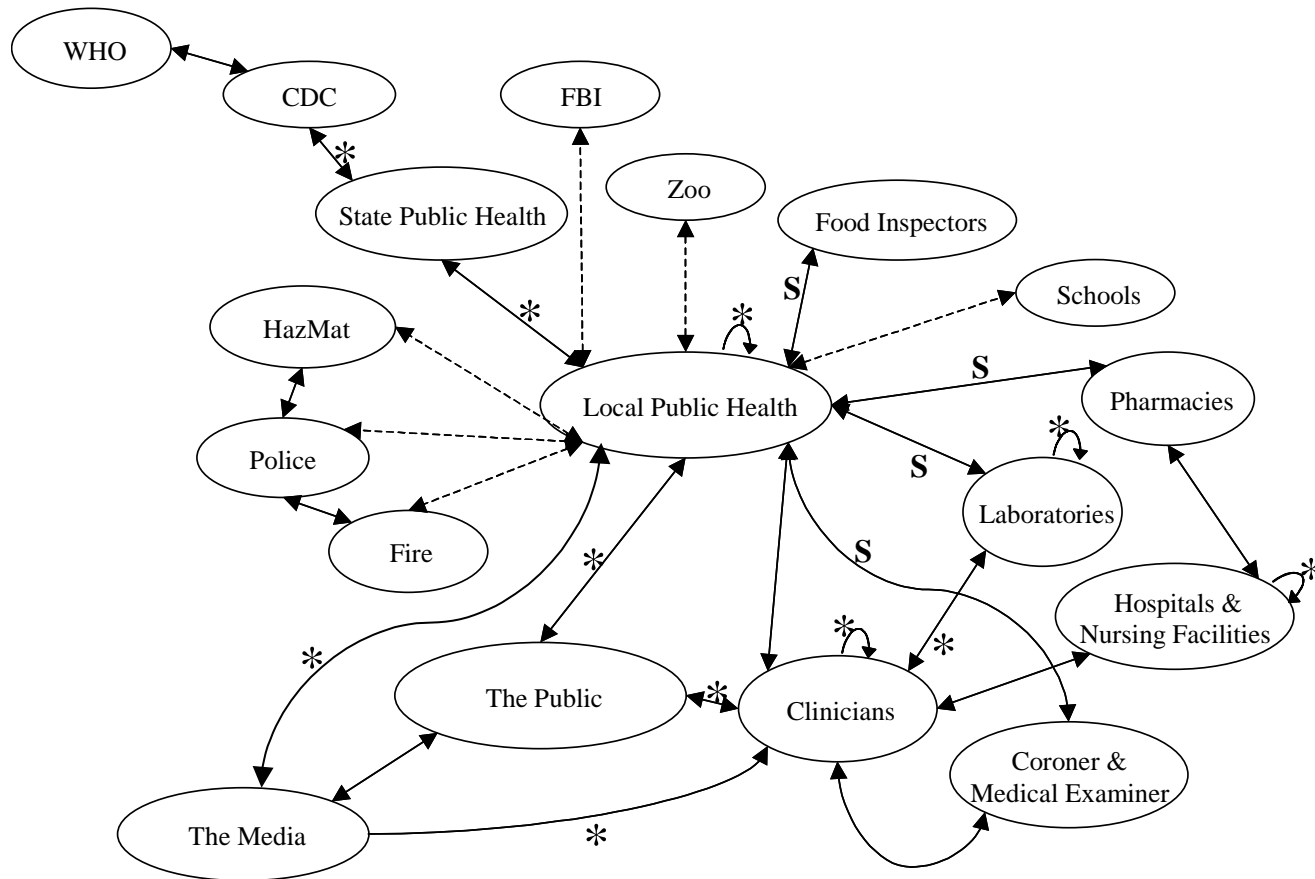 WHO
CDC
FBI
*
Zoo
State Public Health
Food Inspectors
S
Schools
*
*
HazMat
S
Pharmacies
Local Public Health
*
Police
S
Laboratories
Fire
*
S
*
Hospitals &
Nursing Facilities
*
*
*
The Public
*
Clinicians
Coroner &
Medical Examiner
The Media
*